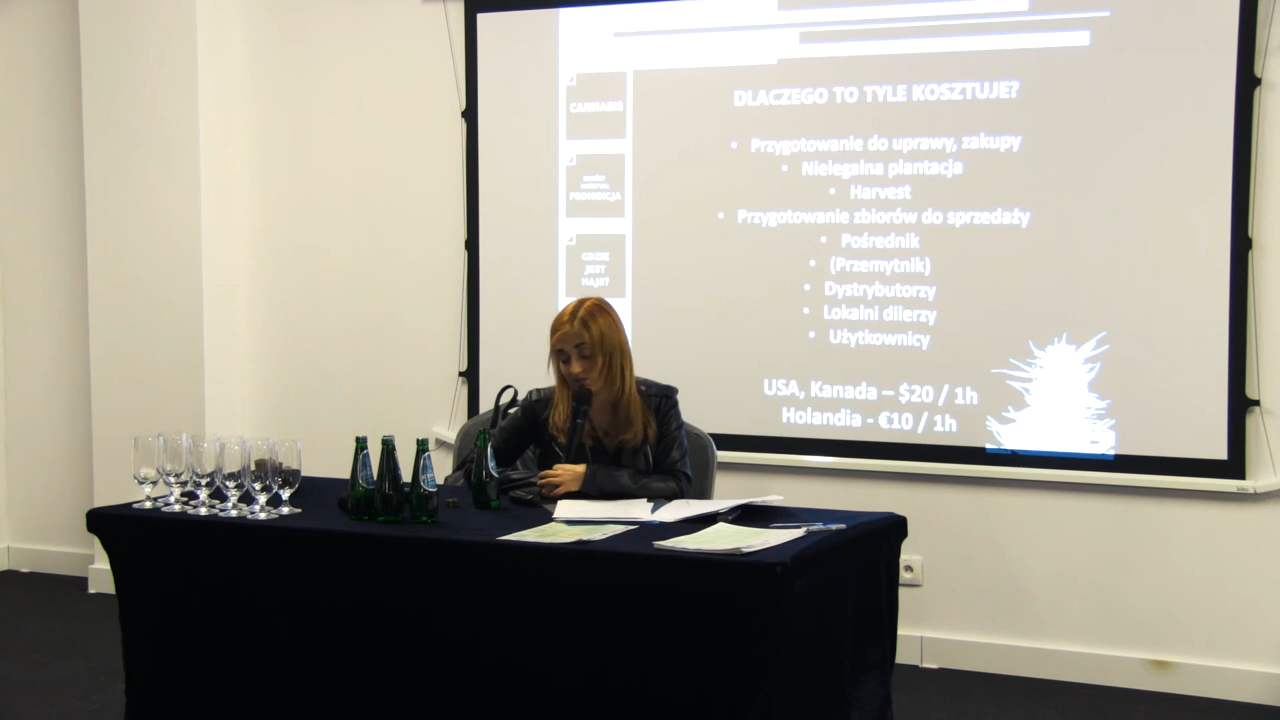 CANNABIS
PROHIBICJA
GDZIE
JEST
HAJS?
DLACZEGO TO TYLE KOSZTUJE?
• Przygotowanie do uprawy, zakupy
• Nielegalna plantacja
• Harvest
• Przygotowanie zbiorów do sprzedaży
• Pośrednik
• (Przemytnik)
• Dystrybutorzy
• Lokalni dilerzy
• Użytkownicy
USA, Kanada – $20 / 1h
Holandia - €10 / 1h